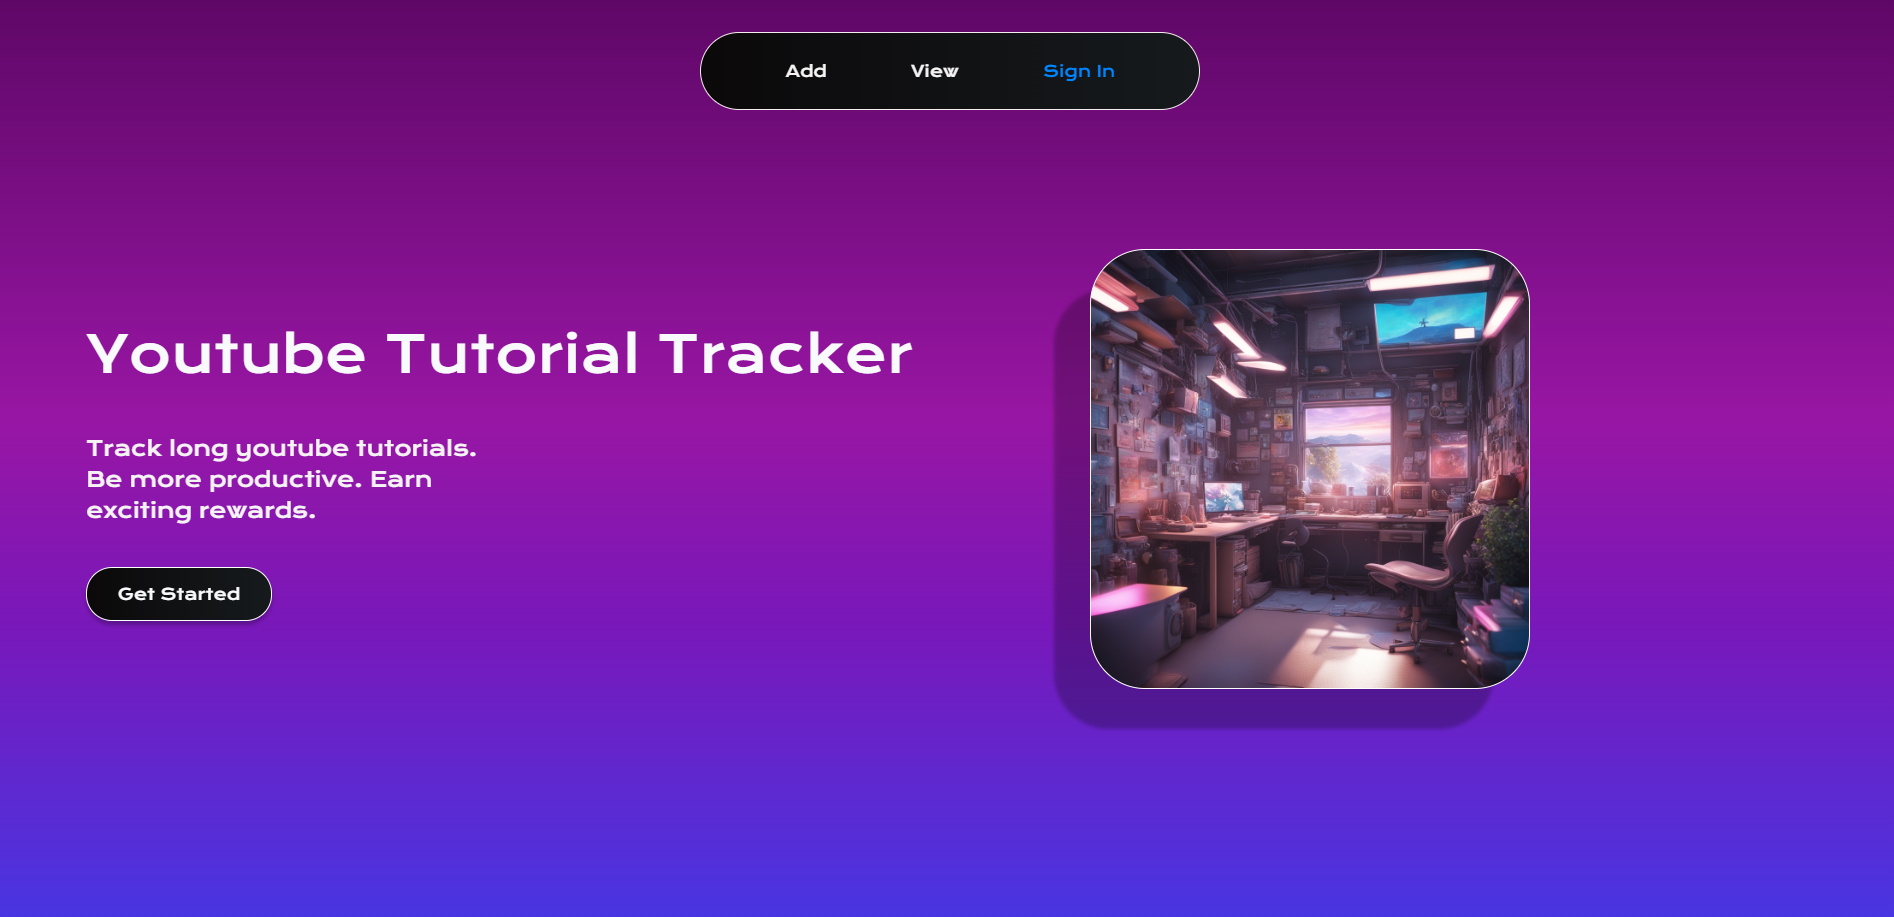 Add View Sign In
Youtube Tutorial Tracker
Track long youtube tutorials.
Be more productive. Earn
exciting rewards.
Get Started